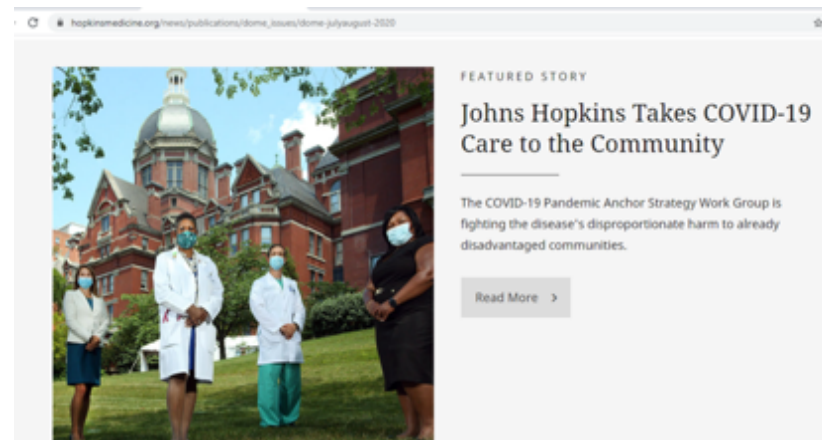 hopkinsmedicine.org/news/publications/dome_issues/dome-julyaugust-2020
FEATURED STORY
Johns Hopkins Takes COVID-19
Care to the Community
The COVID-19 Pandemic Anchor Strategy Work Group is
fighting the disease's disproportionate harm to already
disadvantaged communities.
Read More